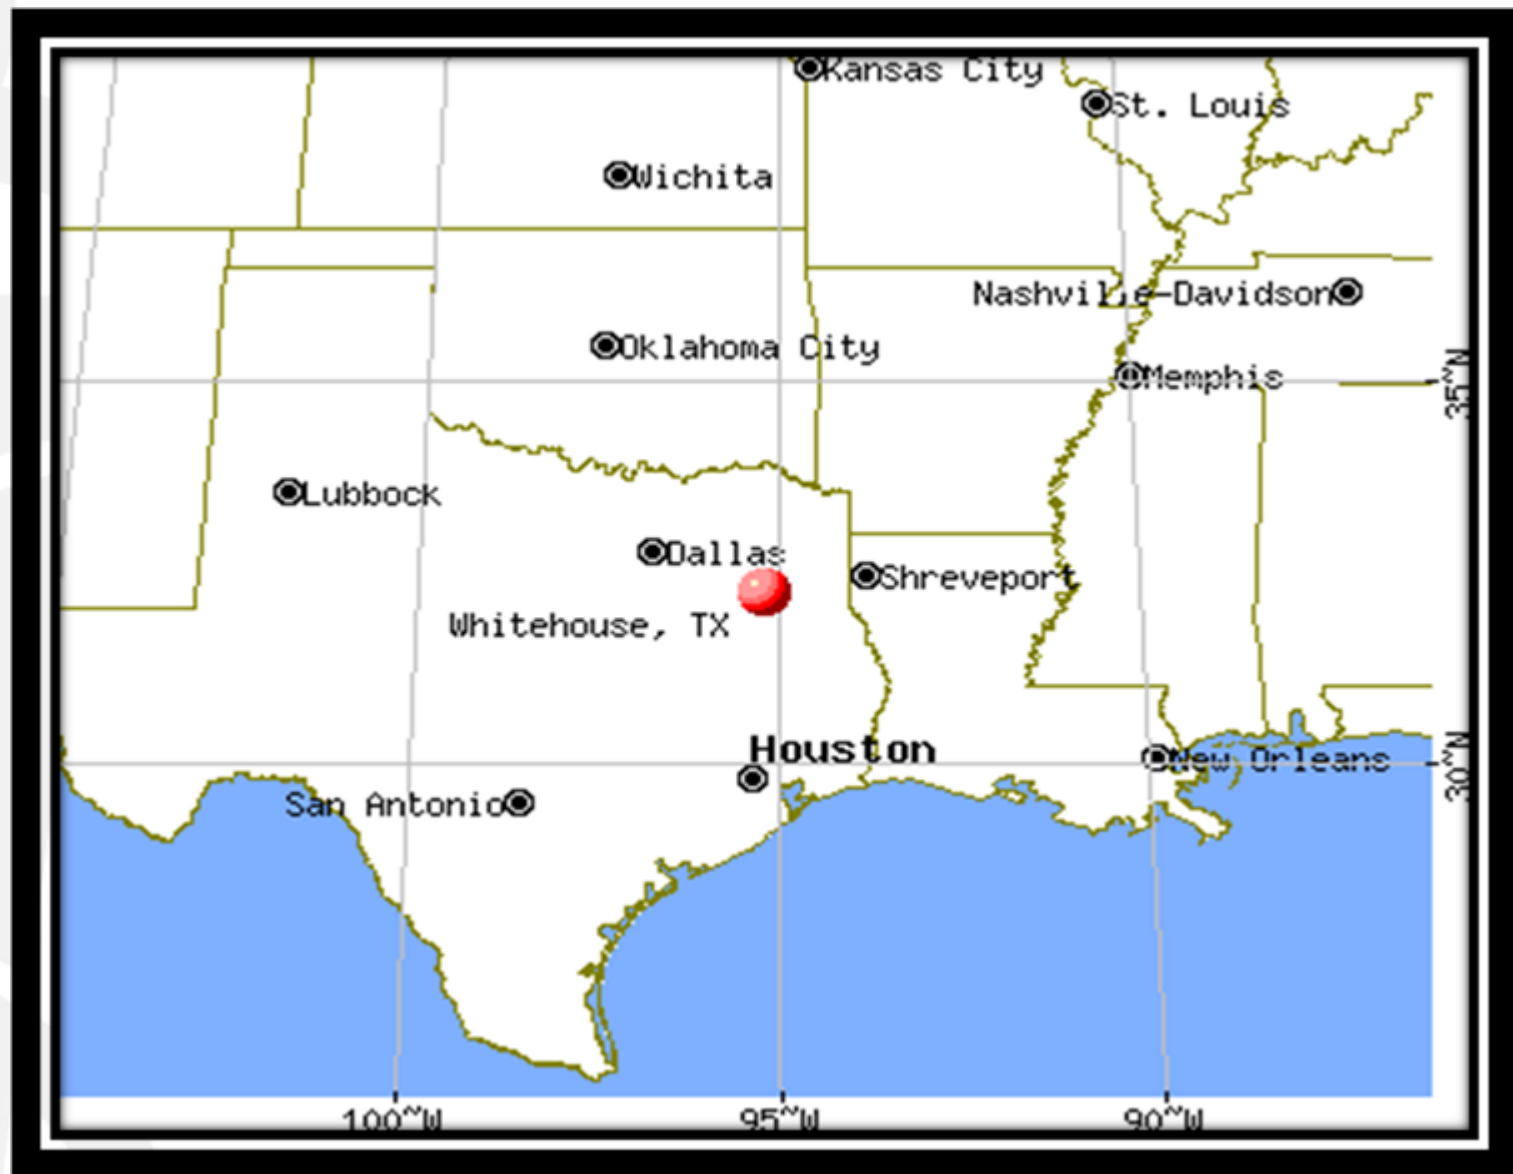 Kansas City
St. Louis
Wichita
Nashville-Davidson
Oklahoma City
Memphis
35~N
Lubbock
Dallas
Shreveport
Whitehouse, TX
Houston
New Orleans
30~N
San Antonio
100~W
95~W
90~W